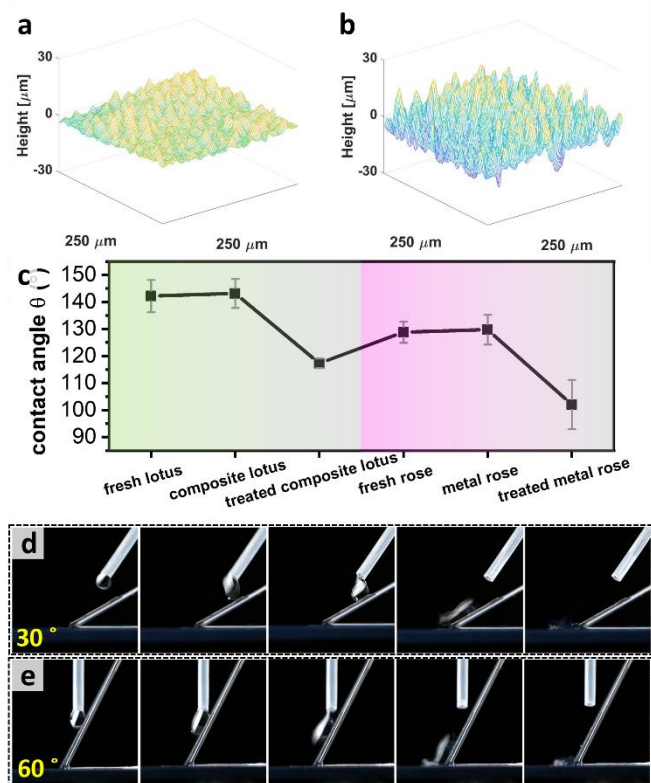 a
b
30
0
-30
Height [μm]
250 μm
250 μm
30
0
-30
Height [μm]
250 μm
250 μm
c
contact angle θ (°)
150
140
130
120
110
100
90
fresh lotus
composite lotus
treated composite lotus
fresh rose
metal rose
treated metal rose
d
30 °
e
60 °